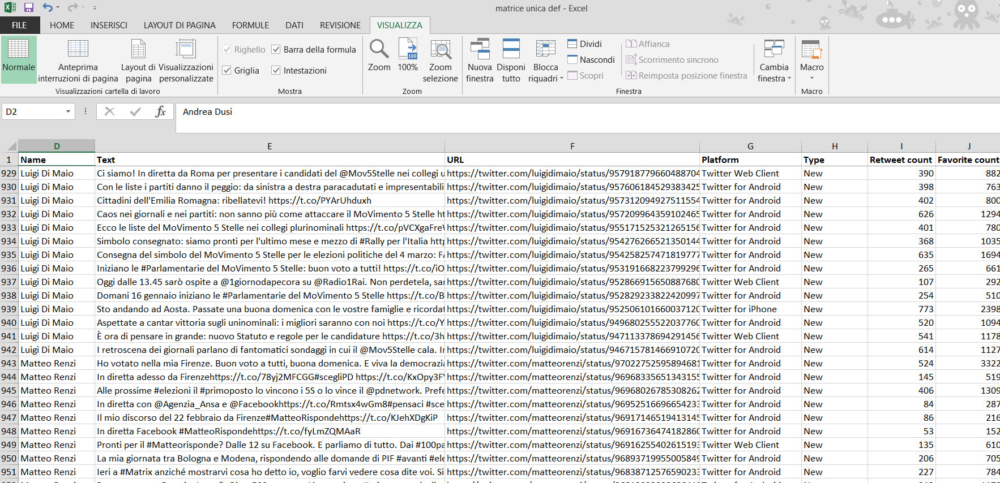 matrice unica def - Excel
FILE HOME INSERISCI LAYOUT DI PAGINA FORMULE DATI REVISIONE VISUALIZZA
Normale
Anteprima interruzioni di pagina
Layout di pagina
Visualizzazioni personalizzate
Visualizzazioni cartella di lavoro
Righello
Barra della formula
Griglia
Intestazioni
Mostra
Zoom
100%
Zoom selezione
Zoom
Nuova finestra
Disponi tutto
Blocca riquadri
Dividi
Nascondi
Scopri
Affianca
Scorrimento sincrono
Reimposta posizione finestra
Finestra
Cambia finestra
Macro
Macro
D2 fx Andrea Dusi
D E F G H I J
1 Name Text URL Platform Type Retweet count Favorite count
929 Luigi Di Maio Ci siamo! In diretta da Roma per presentare i candidati del @Mov5Stelle nei collegi u https://twitter.com/luigidimaio/status/957918779660488704 Twitter Web Client New 390 882
930 Luigi Di Maio Con le liste i partiti danno il peggio: da sinistra a destra paracadutati e impresentabili https://twitter.com/luigidimaio/status/957606184529383425 Twitter for Android New 398 763
931 Luigi Di Maio Cittadini dell'Emilia Romagna: ribellatevi! https://t.co/PYArUhduxh https://twitter.com/luigidimaio/status/957312094927511554 Twitter for Android New 402 800
932 Luigi Di Maio Caos nei giornali e nei partiti: non sanno più come attaccare il MoVimento 5 Stelle ht https://twitter.com/luigidimaio/status/957209964359102465 Twitter for Android New 626 1294
933 Luigi Di Maio Ecco le liste del MoVimento 5 Stelle nei collegi plurinominali https://t.co/pVCXgaFreV https://twitter.com/luigidimaio/status/955171525321265156 Twitter for Android New 401 780
934 Luigi Di Maio Simbolo consegnato: siamo pronti per l'ultimo mese e mezzo di #Rally per l'Italia http https://twitter.com/luigidimaio/status/954276266521350144 Twitter for Android New 368 1035
935 Luigi Di Maio Consegna del simbolo del MoVimento 5 Stelle per le elezioni politiche del 4 marzo: FA https://twitter.com/luigidimaio/status/954258257471819777 Twitter for Android New 635 1694
936 Luigi Di Maio Iniziano le #Parlamentarie del MoVimento 5 Stelle: buon voto a tutti! https://t.co/iO https://twitter.com/luigidimaio/status/953191668223799296 Twitter for Android New 265 661
937 Luigi Di Maio Oggi dalle 13.45 sarò ospite a @1giornodapecora su @Radio1Rai. Non perdetela, sar https://twitter.com/luigidimaio/status/952866915650887680 Twitter Web Client New 107 292
938 Luigi Di Maio Domani 16 gennaio iniziano le #Parlamentarie del MoVimento 5 Stelle https://t.co/B https://twitter.com/luigidimaio/status/952829233822420997 Twitter for Android New 254 510
939 Luigi Di Maio Sto andando ad Aosta. Passate una buona domenica con le vostre famiglie e ricordat https://twitter.com/luigidimaio/status/952506101660037120 Twitter for iPhone New 773 2398
940 Luigi Di Maio Aspettate a cantar vittoria sugli uninominali: i migliori saranno con noi https://t.co/Y https://twitter.com/luigidimaio/status/949680255522037760 Twitter for Android New 520 1094
941 Luigi Di Maio È ora di pensare in grande: nuovo Statuto e regole per le candidature https://t.co/3h https://twitter.com/luigidimaio/status/947113378694291456 Twitter Web Client New 541 1178
942 Luigi Di Maio I retroscena dei giornali parlano di fantomatici sondaggi in cui il @Mov5Stelle cala. In https://twitter.com/luigidimaio/status/946715781466910720 Twitter for Android New 614 1127
943 Matteo Renzi Ho votato nella mia Firenze. Buon voto a tutti, buona domenica. E viva la democrazia https://twitter.com/matteorenzi/status/970227525958946816 Twitter for Android New 524 3322
944 Matteo Renzi In diretta adesso da Firenzehttps://t.co/78yj2MFCGG#scegliPD https://t.co/KxOpy3FY https://twitter.com/matteorenzi/status/96968335651343155 Twitter for Android New 145 519
945 Matteo Renzi Alle prossime #elezioni il #primoposto lo vincono i 5S o lo vince il @pdnetwork. Prefe https://twitter.com/matteorenzi/status/96968026785308262 Twitter for Android New 406 1309
946 Matteo Renzi In diretta con @Agenzia_Ansa e @Facebookhttps://t.co/Rmtsx4wGm8#pensaci #sce https://twitter.com/matteorenzi/status/96952516696654233 Twitter for Android New 84 287
947 Matteo Renzi Il mio discorso del 22 febbraio da Firenze#MatteoRispondehttps://t.co/KJehXDgKiP https://twitter.com/matteorenzi/status/96917146519413145 Twitter for Android New 86 216
948 Matteo Renzi In diretta Facebook #MatteoRispondehttps://t.co/fyLmZQMAaR https://twitter.com/matteorenzi/status/96916736474182860 Twitter for Android New 53 152
949 Matteo Renzi Pronti per il #Matteorisponde? Dalle 12 su Facebook. E parliamo di tutto. Dai #100pa https://twitter.com/matteorenzi/status/96916255402615193 Twitter Web Client New 135 610
950 Matteo Renzi La mia giornata tra Bologna e Modena, rispondendo alle domande di PIF #avanti #ele https://twitter.com/matteorenzi/status/96893719955005849 Twitter for Android New 206 705
951 Matteo Renzi Ieri a #Matrix anziché mostrarvi cosa ho detto io, voglio farvi vedere cosa dite voi. Si https://twitter.com/matteorenzi/status/96838712576590233 Twitter for Android New 227 784